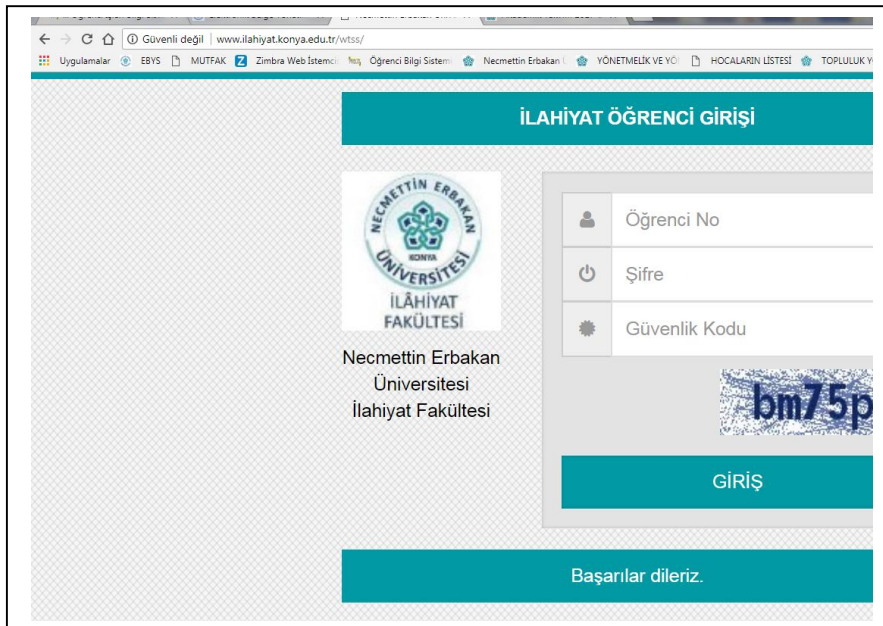 Güvenli değil | www.ilahiyat.konya.edu.tr/wtss/
Uygulamalar EBYS MUTFAK Zimbra Web İstemci Öğrenci Bilgi Sistem Necmettin Erbakan YÖNETMELİK VE YÖ HOCALARIN LİSTESİ TOPLULUK
İLAHİYAT ÖĞRENCİ GİRİŞİ
NECMETTİN ERBAKAN
KONYA
ÜNİVERSİTESİ
İLÂHİYAT
FAKÜLTESİ
Necmettin Erbakan
Üniversitesi
İlahiyat Fakültesi
Öğrenci No
Şifre
Güvenlik Kodu
bm75p
GİRİŞ
Başarılar dileriz.